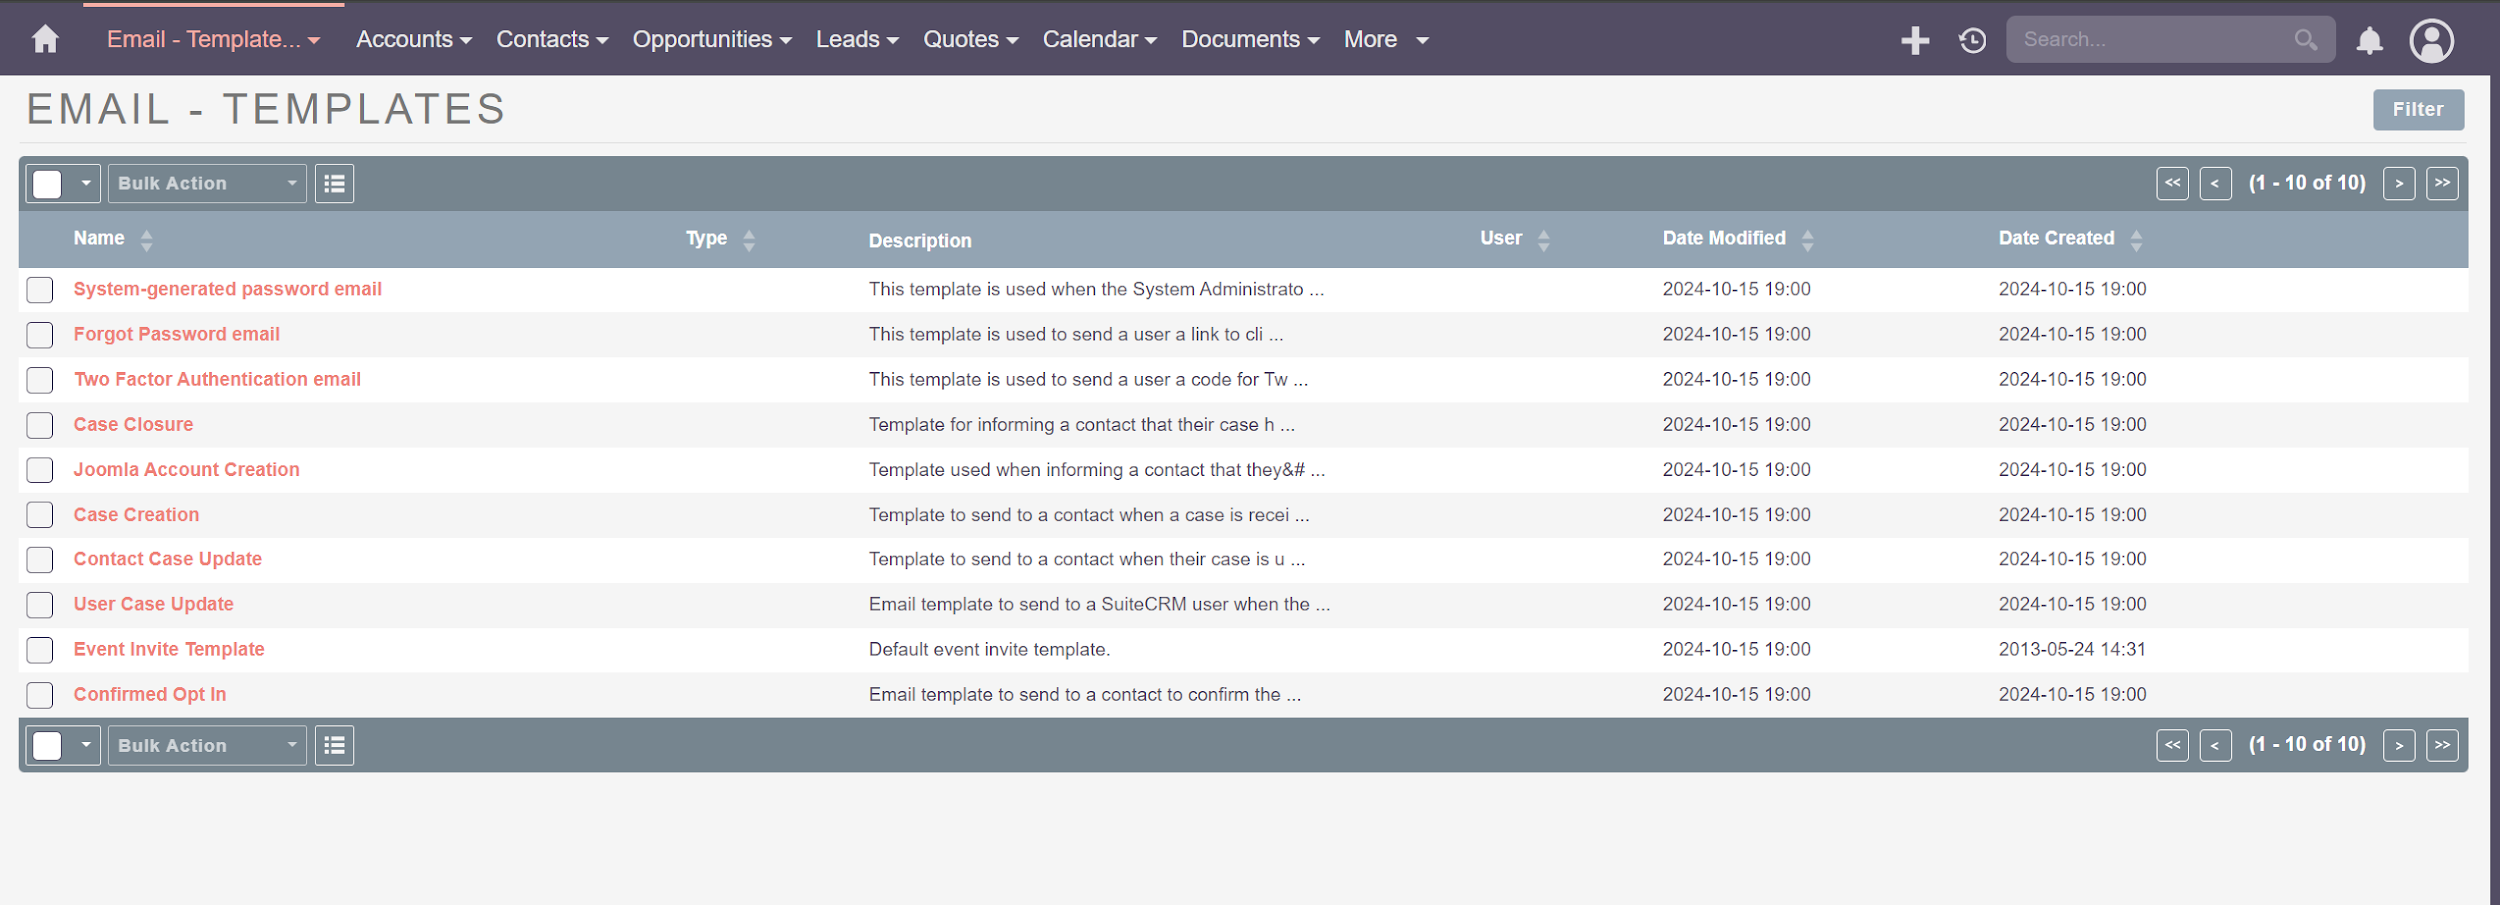 Email - Template... Accounts Contacts Opportunities Leads Quotes Calendar Documents More Search...
EMAIL - TEMPLATES
Filter
Bulk Action << < (1 - 10 of 10) > >>
Name Type Description User Date Modified Date Created
System-generated password email This template is used when the System Administrato ... 2024-10-15 19:00 2024-10-15 19:00
Forgot Password email This template is used to send a user a link to cli ... 2024-10-15 19:00 2024-10-15 19:00
Two Factor Authentication email This template is used to send a user a code for Tw ... 2024-10-15 19:00 2024-10-15 19:00
Case Closure Template for informing a contact that their case h ... 2024-10-15 19:00 2024-10-15 19:00
Joomla Account Creation Template used when informing a contact that they&# ... 2024-10-15 19:00 2024-10-15 19:00
Case Creation Template to send to a contact when a case is recei ... 2024-10-15 19:00 2024-10-15 19:00
Contact Case Update Template to send to a contact when their case is u ... 2024-10-15 19:00 2024-10-15 19:00
User Case Update Email template to send to a SuiteCRM user when the ... 2024-10-15 19:00 2024-10-15 19:00
Event Invite Template Default event invite template. 2024-10-15 19:00 2013-05-24 14:31
Confirmed Opt In Email template to send to a contact to confirm the ... 2024-10-15 19:00 2024-10-15 19:00
Bulk Action << < (1 - 10 of 10) > >>